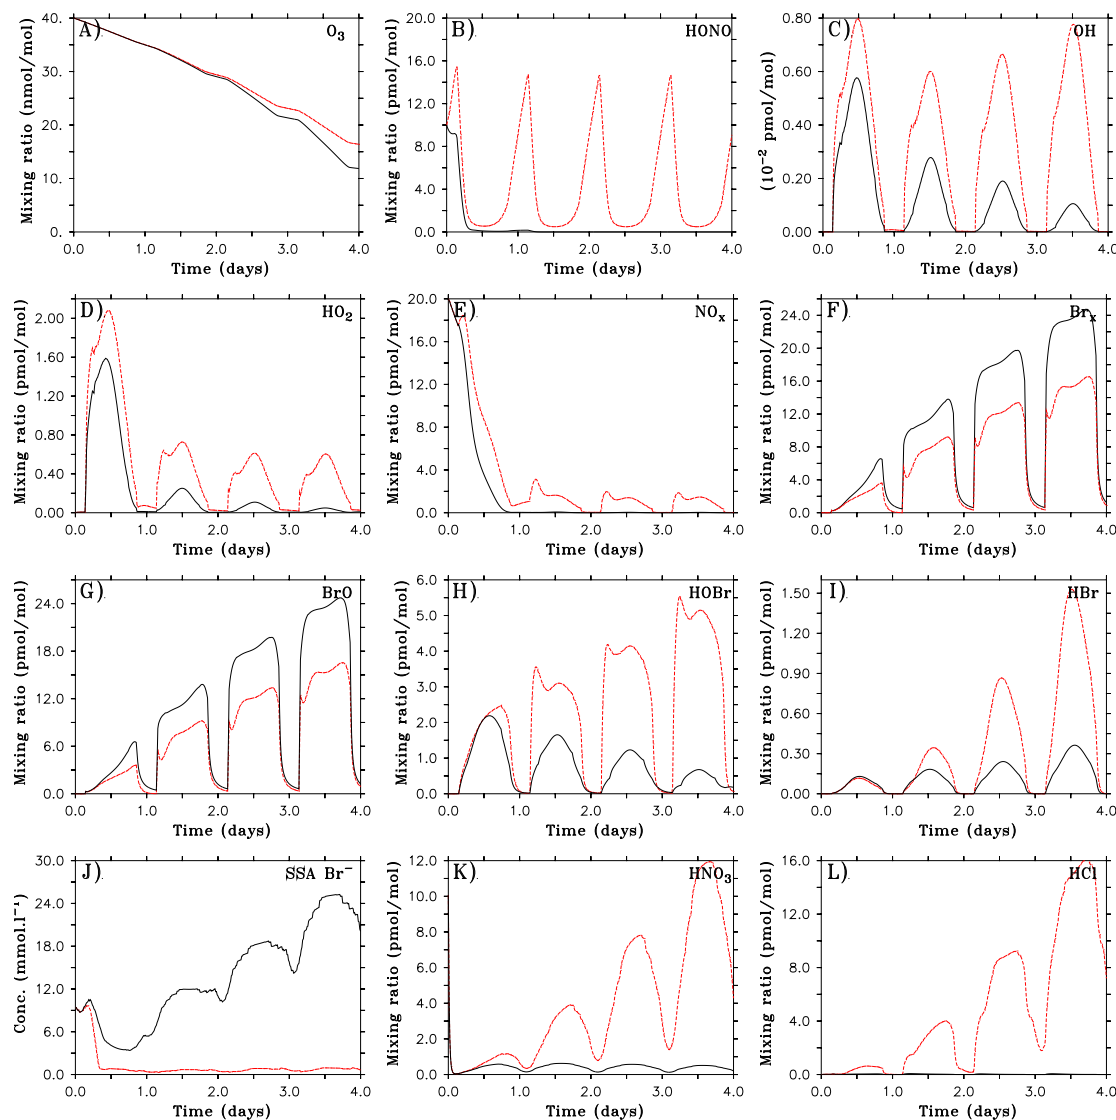 A) O3
Mixing ratio (nmol/mol)
40.
30.
20.
10.
0.
0.0 1.0 2.0 3.0 4.0
Time (days)
B) HONO
Mixing ratio (pmol/mol)
20.0
16.0
12.0
8.0
4.0
0.0
0.0 1.0 2.0 3.0 4.0
Time (days)
C) OH
(10−2 pmol/mol)
0.80
0.60
0.40
0.20
0.00
0.0 1.0 2.0 3.0 4.0
Time (days)
D) HO2
Mixing ratio (pmol/mol)
2.00
1.60
1.20
0.80
0.40
0.00
0.0 1.0 2.0 3.0 4.0
Time (days)
E) NOx
Mixing ratio (pmol/mol)
20.0
16.0
12.0
8.0
4.0
0.0
0.0 1.0 2.0 3.0 4.0
Time (days)
F) Brx
Mixing ratio (pmol/mol)
24.0
20.0
16.0
12.0
8.0
4.0
0.0
0.0 1.0 2.0 3.0 4.0
Time (days)
G) BrO
Mixing ratio (pmol/mol)
24.0
18.0
12.0
6.0
0.0
0.0 1.0 2.0 3.0 4.0
Time (days)
H) HOBr
Mixing ratio (pmol/mol)
6.0
5.0
4.0
3.0
2.0
1.0
0.0
0.0 1.0 2.0 3.0 4.0
Time (days)
I) HBr
Mixing ratio (pmol/mol)
1.50
1.20
0.90
0.60
0.30
0.00
0.0 1.0 2.0 3.0 4.0
Time (days)
J) SSA Br−
Conc. (mmol.l−1)
30.0
24.0
18.0
12.0
6.0
0.0
0.0 1.0 2.0 3.0 4.0
Time (days)
K) HNO3
Mixing ratio (pmol/mol)
12.0
10.0
8.0
6.0
4.0
2.0
0.0
0.0 1.0 2.0 3.0 4.0
Time (days)
L) HCl
Mixing ratio (pmol/mol)
16.0
12.0
8.0
4.0
0.0
0.0 1.0 2.0 3.0 4.0
Time (days)